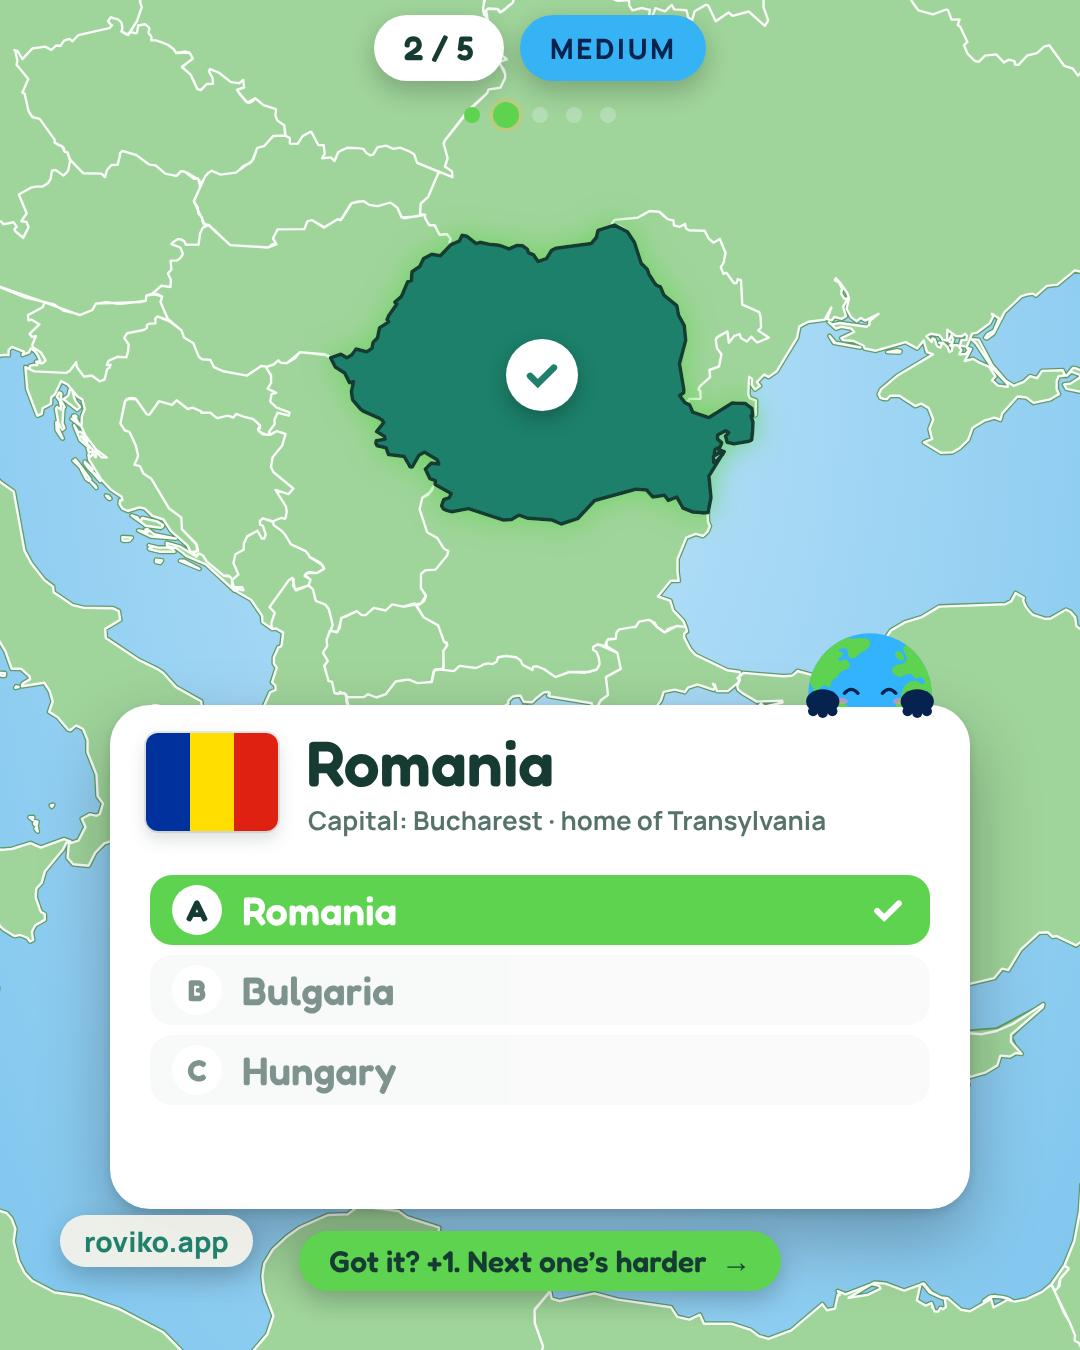 2 / 5
MEDIUM
Romania
Capital: Bucharest · home of Transylvania
A Romania
B Bulgaria
C Hungary
roviko.app
Got it? +1. Next one’s harder →